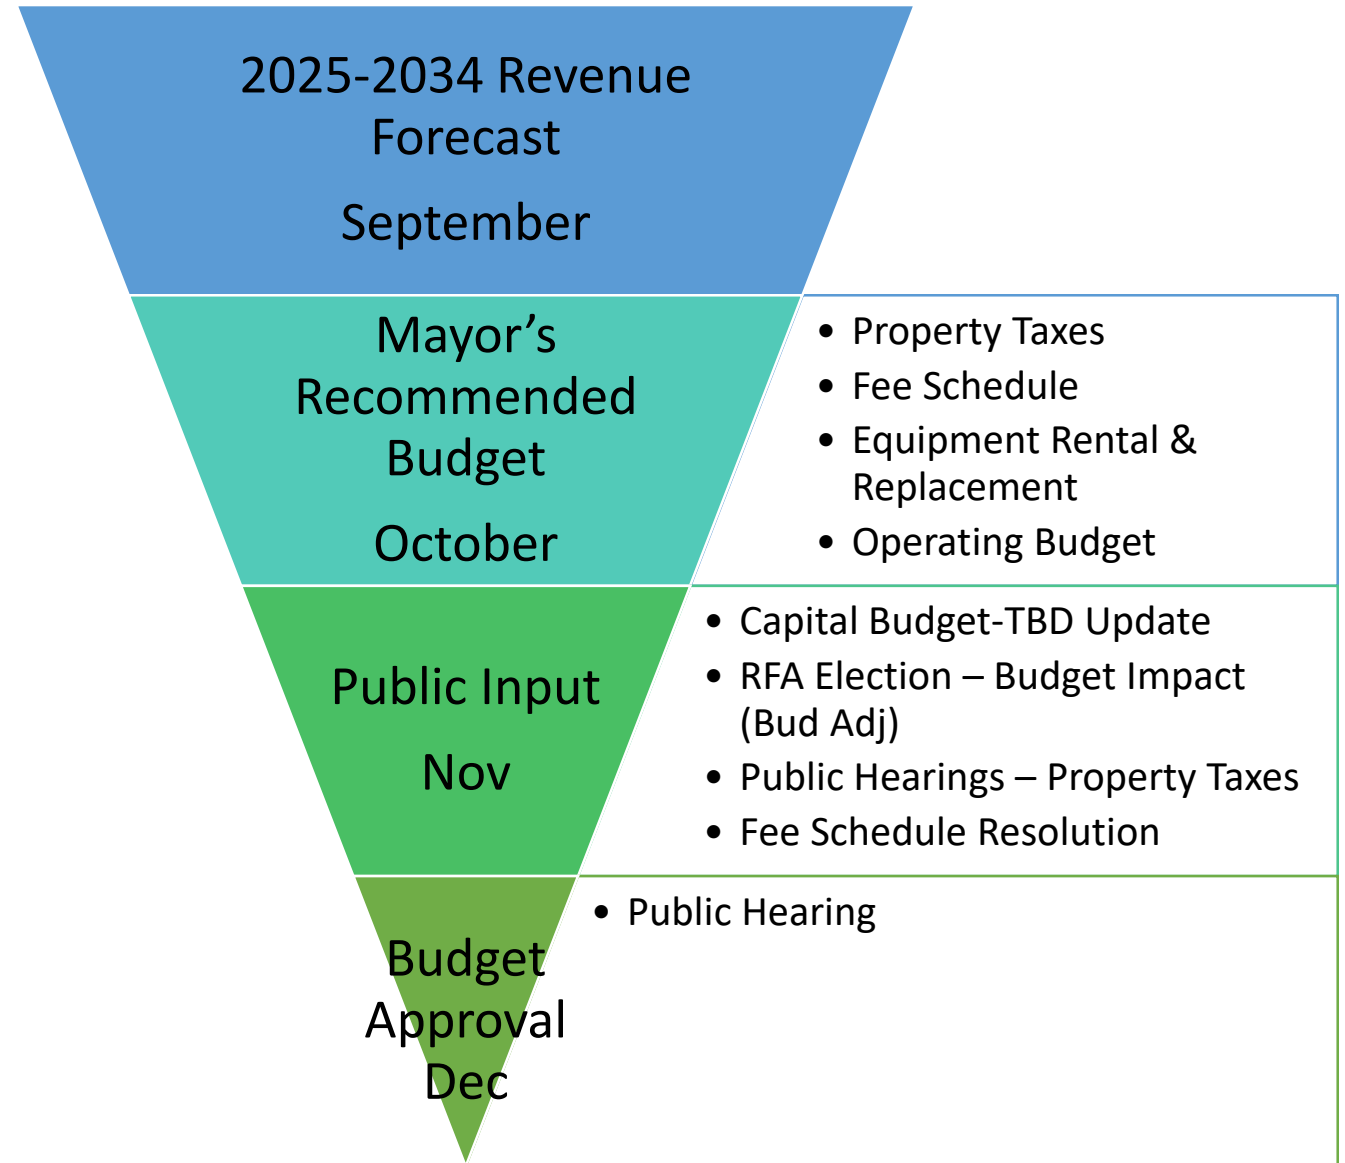 2025-2034 Revenue
Forecast
September
Mayor’s
Recommended
Budget
October
• Property Taxes
• Fee Schedule
• Equipment Rental &
Replacement
• Operating Budget
Public Input
Nov
• Capital Budget-TBD Update
• RFA Election – Budget Impact
(Bud Adj)
• Public Hearings – Property Taxes
• Fee Schedule Resolution
Budget
Approval
Dec
• Public Hearing